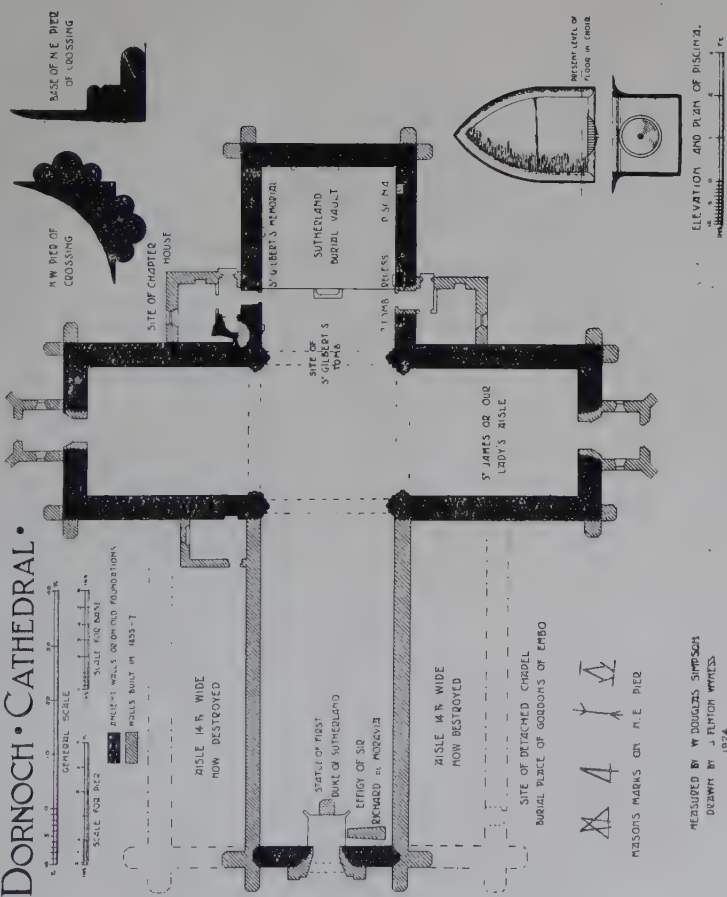 DORNOCH • CATHEDRAL •
GENERAL SCALE
SCALE FOR PIER
SCALE FOR BASE
ANCIENT WALLS OR ON OLD FOUNDATIONS
WALLS BUILT IN 1835-7
N.W PIER OF
CROSSING
BASE OF N.E PIER
OF CROSSING
SITE OF CHAPTER
HOUSE
ST GILBERT'S MEMORIAL
SUTHERLAND
BURIAL VAULT
PISCINA
TOMB RECESS
SITE OF
ST GILBERT'S
TOMB
ST JAMES OR OUR
LADY'S AISLE
AISLE 14 FT WIDE
NOW DESTROYED
STATUE OF FIRST
DUKE OF SUTHERLAND
EFFIGY OF SIR
RICHARD DE MORAVIA
AISLE 14 FT WIDE
NOW DESTROYED
SITE OF DETACHED CHAPEL
BURIAL PLACE OF GORDONS OF EMBO
MASONS MARKS ON N.E PIER
PRESENT LEVEL OF
FLOOR IN CHOIR
ELEVATION AND PLAN OF PISCINA.
MEASURED BY W DOUGLAS SIMPSON
DRAWN BY J FENTON WYNESS
1924